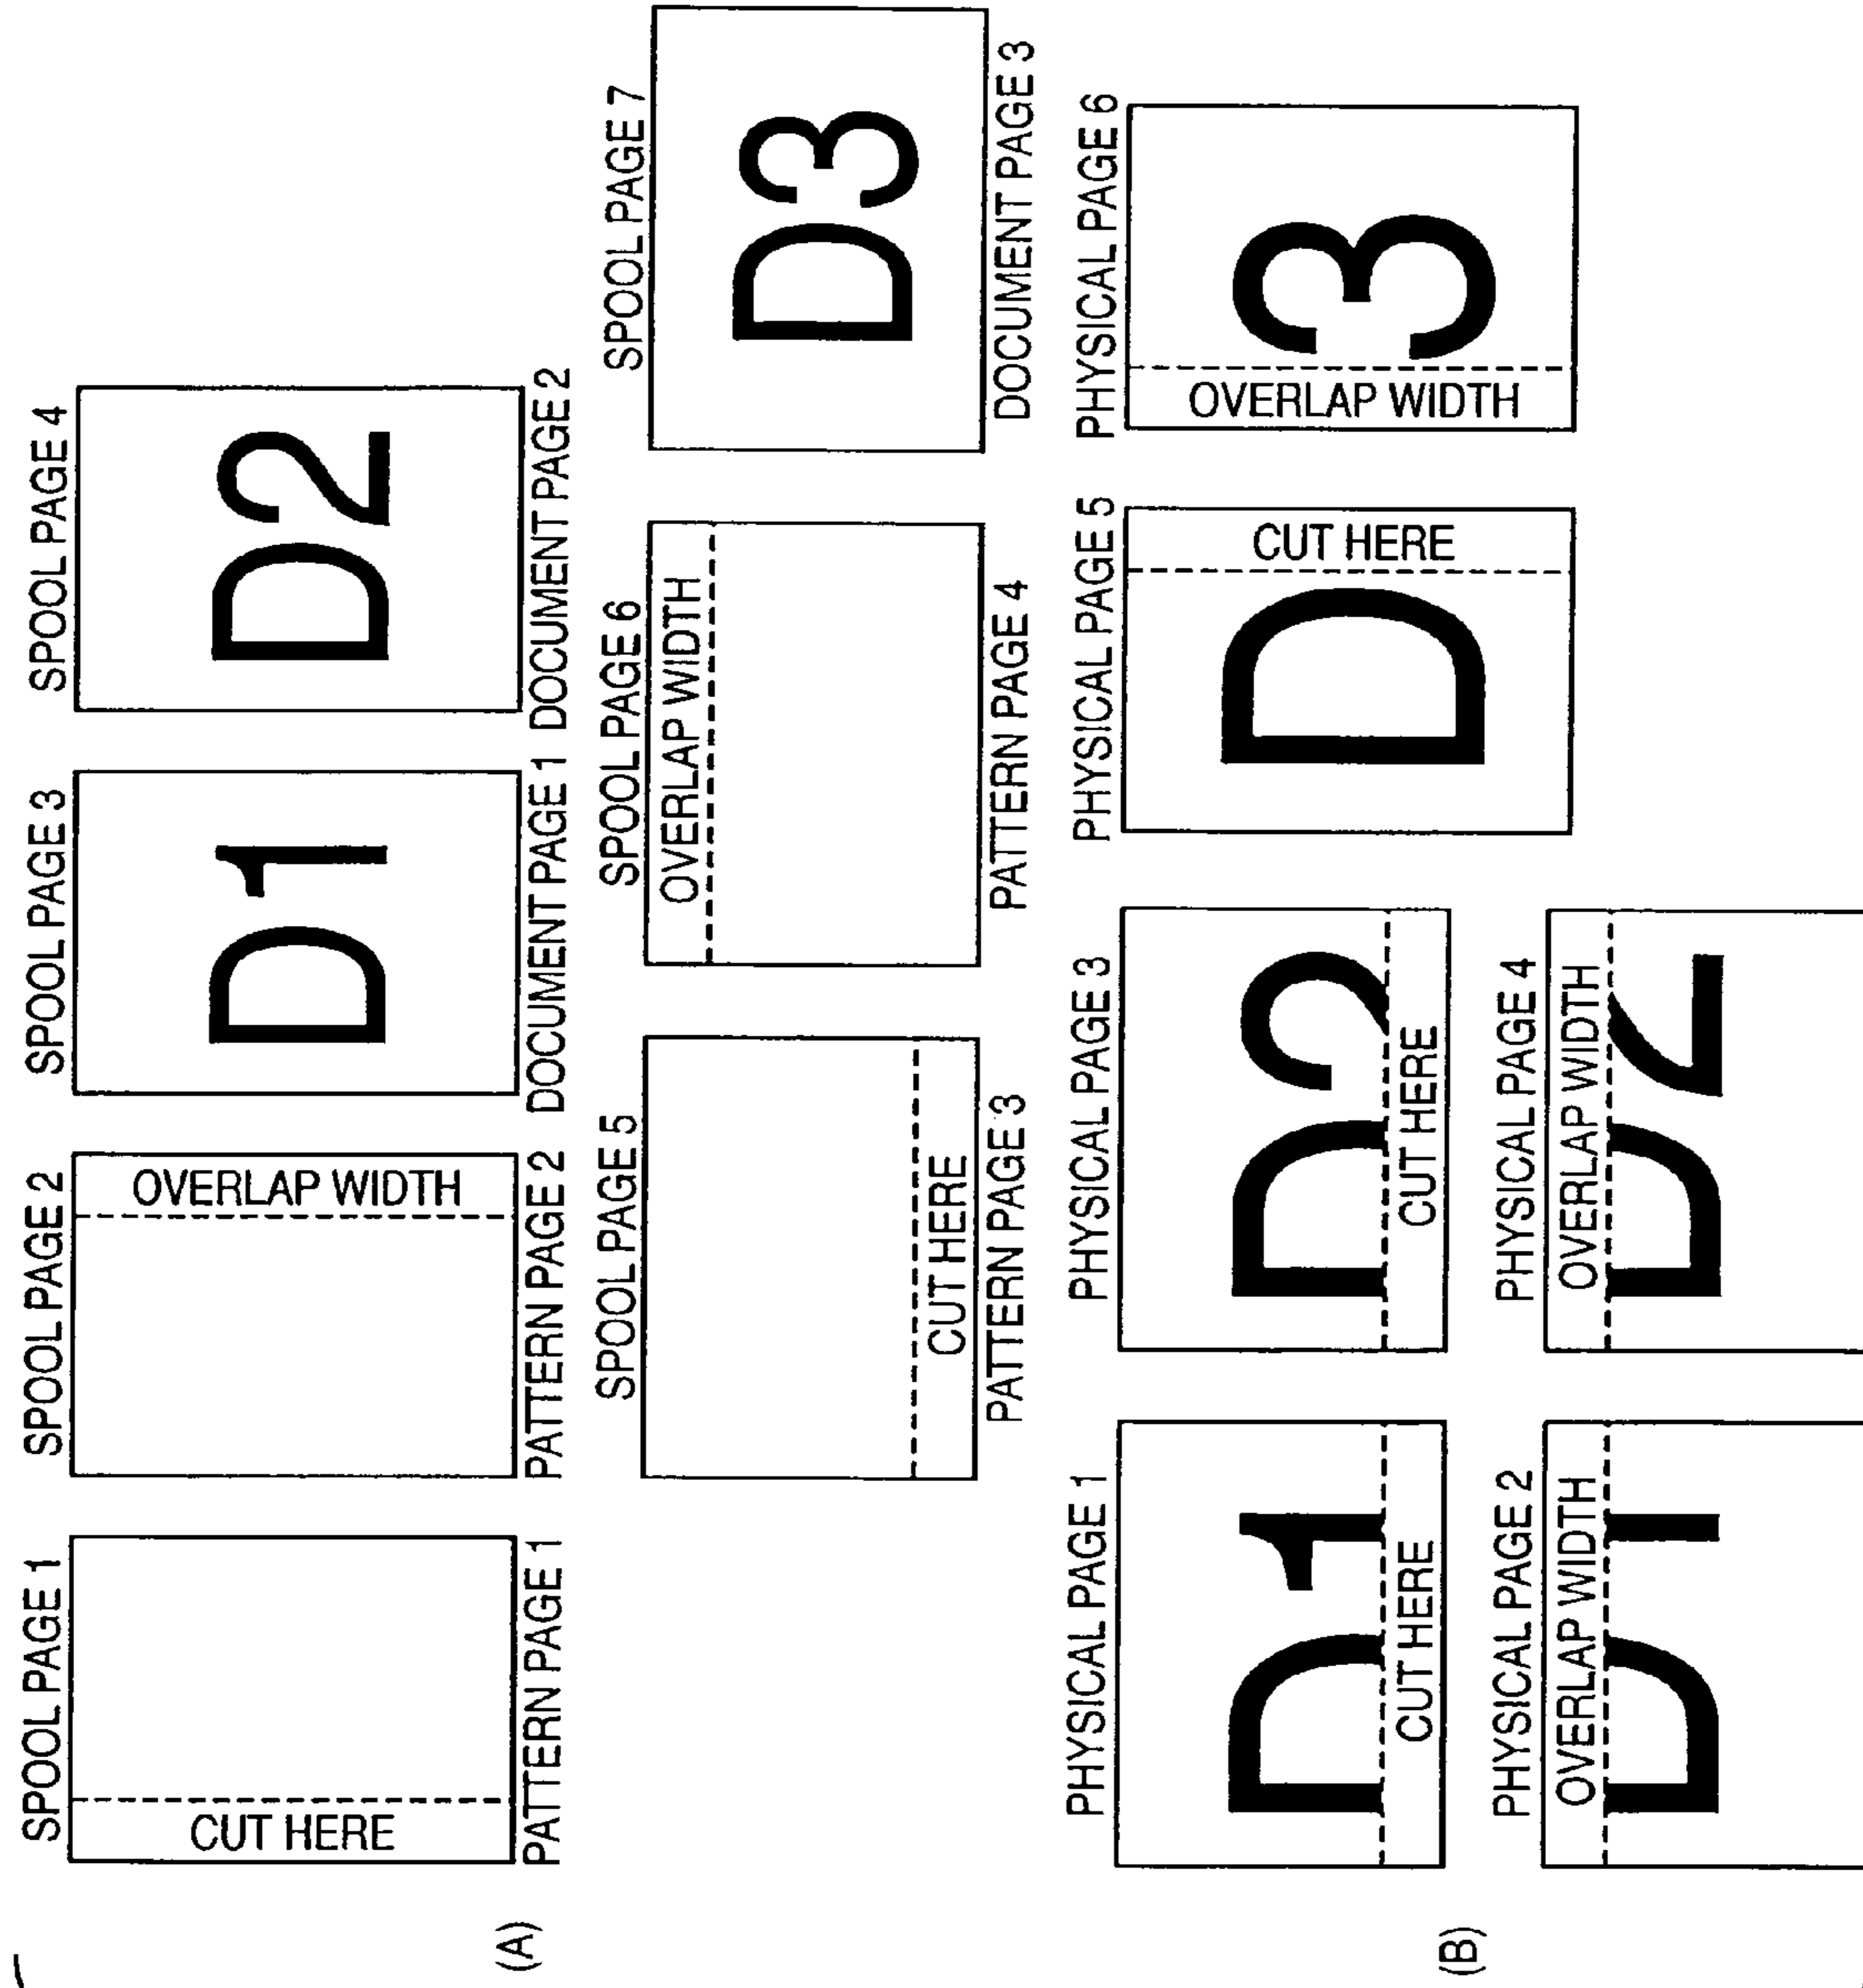 (A)
SPOOL PAGE 1
CUT HERE
PATTERN PAGE 1
SPOOL PAGE 2
OVERLAP WIDTH
PATTERN PAGE 2
SPOOL PAGE 3
D1
DOCUMENT PAGE 1
SPOOL PAGE 4
D2
DOCUMENT PAGE 2
SPOOL PAGE 5
CUT HERE
PATTERN PAGE 3
SPOOL PAGE 6
OVERLAP WIDTH
PATTERN PAGE 4
SPOOL PAGE 7
D3
DOCUMENT PAGE 3
(B)
PHYSICAL PAGE 1
D1
CUT HERE
PHYSICAL PAGE 2
OVERLAP WIDTH
PHYSICAL PAGE 3
D2
CUT HERE
PHYSICAL PAGE 4
OVERLAP WIDTH
PHYSICAL PAGE 5
D
CUT HERE
PHYSICAL PAGE 6
OVERLAP WIDTH
3